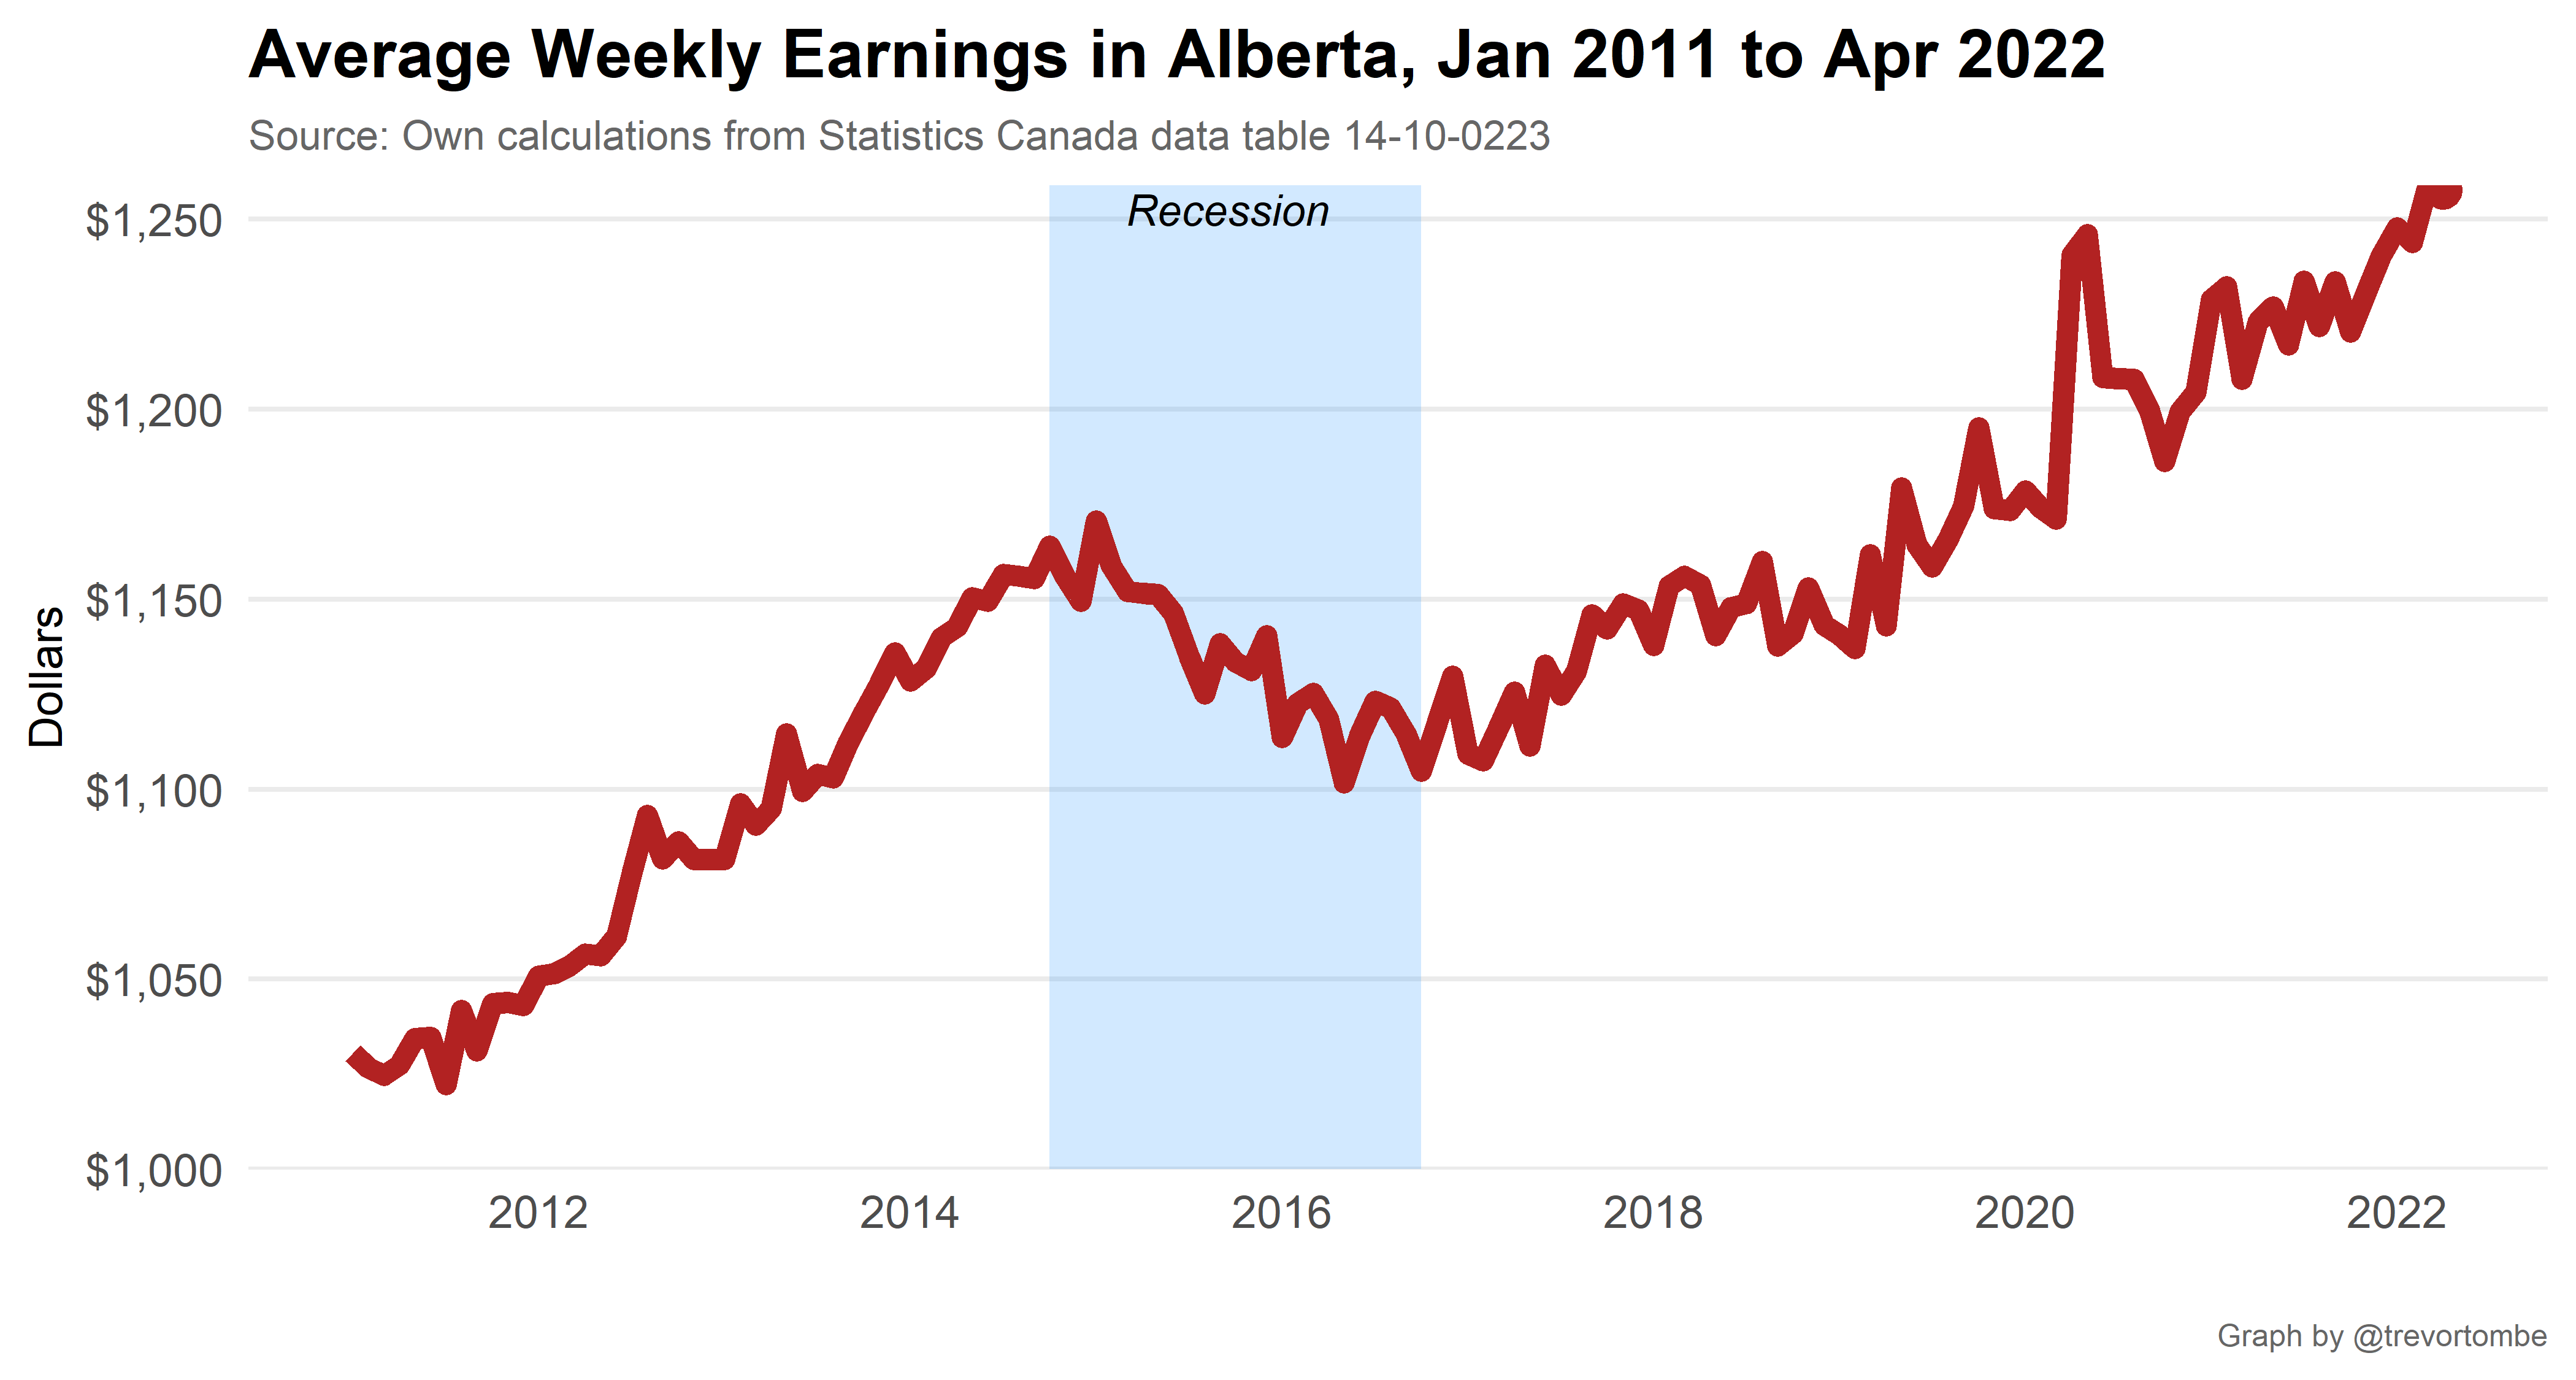 Average Weekly Earnings in Alberta, Jan 2011 to Apr 2022
Source: Own calculations from Statistics Canada data table 14-10-0223
Recession
$1,250
$1,200
$1,150
$1,100
$1,050
$1,000
Dollars
2012 2014 2016 2018 2020 2022
Graph by @trevortombe